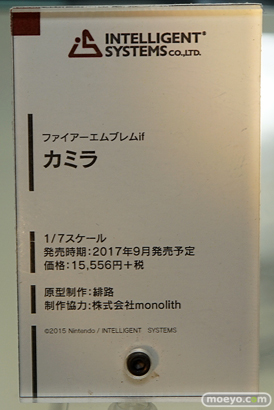 INTELLIGENT®
SYSTEMS CO.,LTD.
ファイアーエムブレムif
カミラ
1/7スケール
発売時期：2017年9月発売予定
価格：15,556円+税
原型制作：緋路
制作協力：株式会社monolith
©2015 Nintendo / INTELLIGENT SYSTEMS
moeyo.com